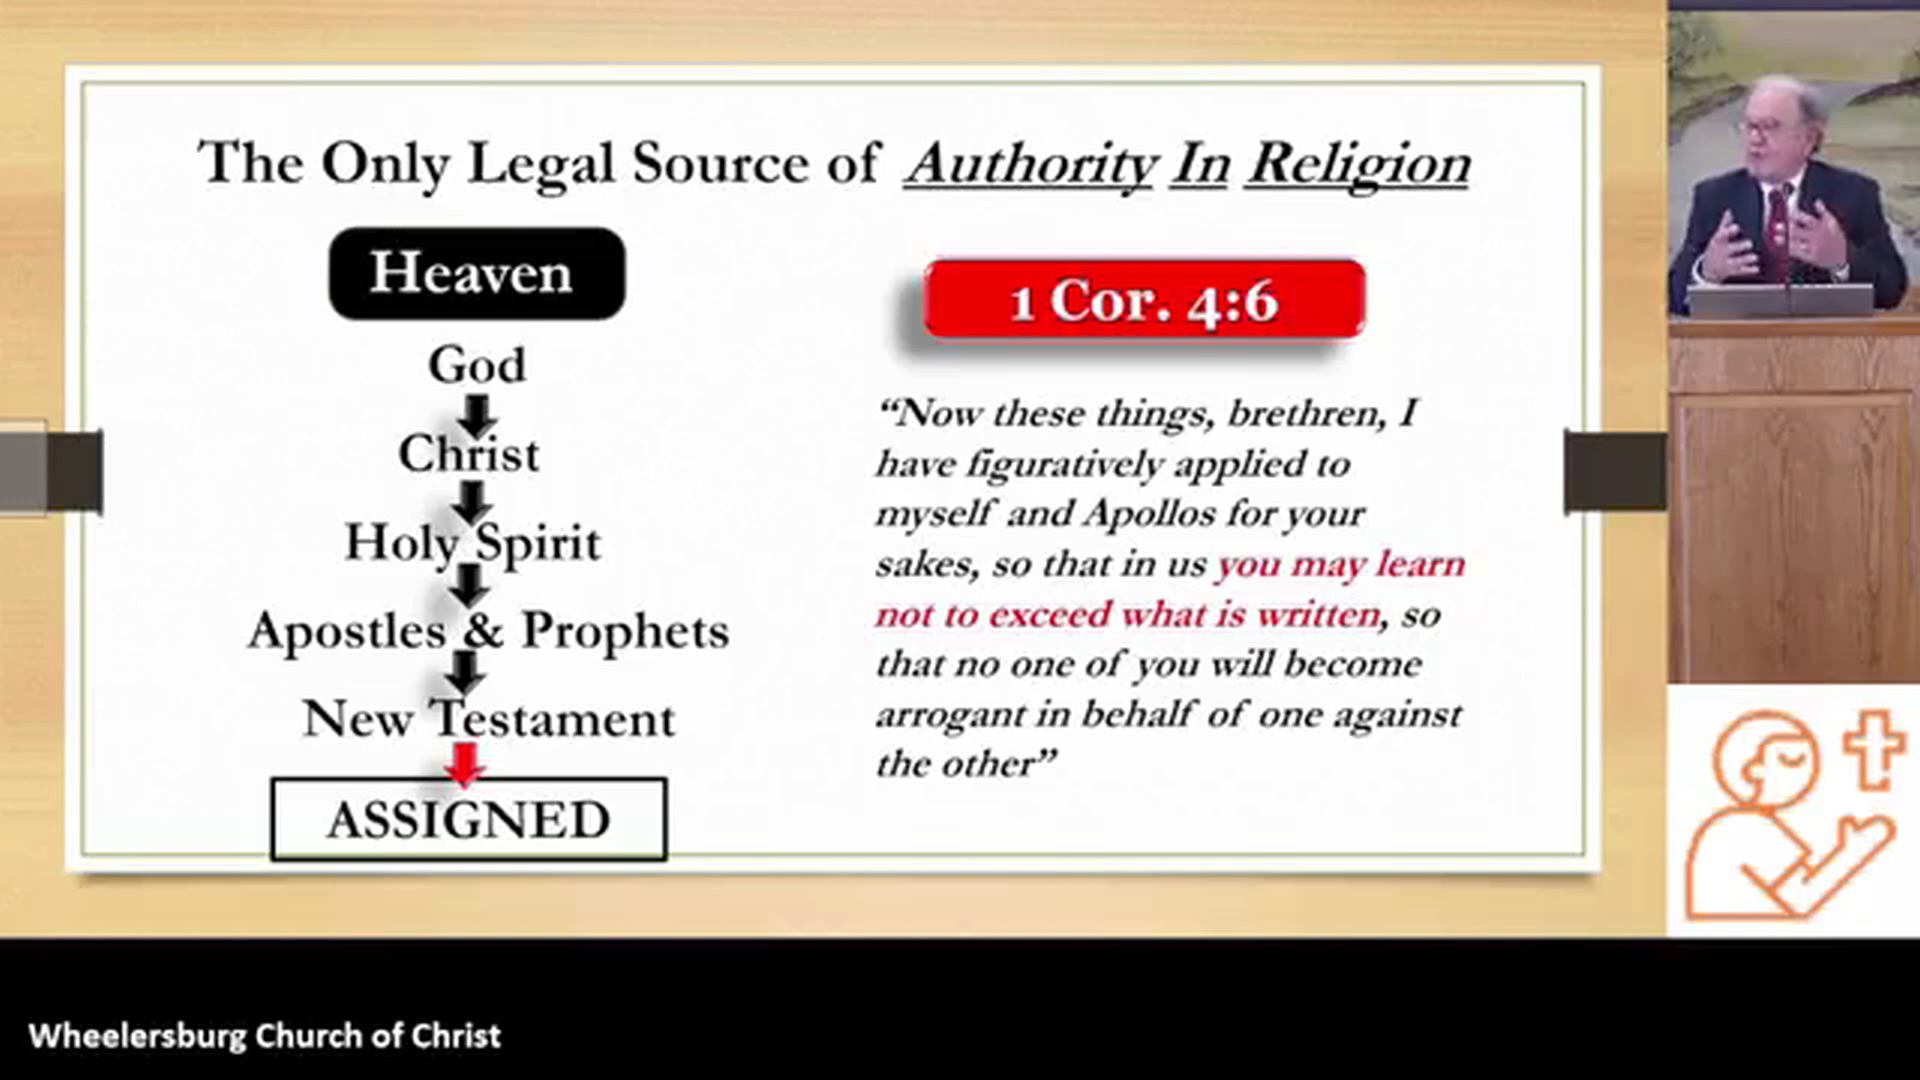 The Only Legal Source of Authority In Religion
Heaven
God
Christ
Holy Spirit
Apostles & Prophets
New Testament
ASSIGNED
1 Cor. 4:6
“Now these things, brethren, I
have figuratively applied to
myself and Apollos for your
sakes, so that in us you may learn
not to exceed what is written, so
that no one of you will become
arrogant in behalf of one against
the other”
Wheelersburg Church of Christ